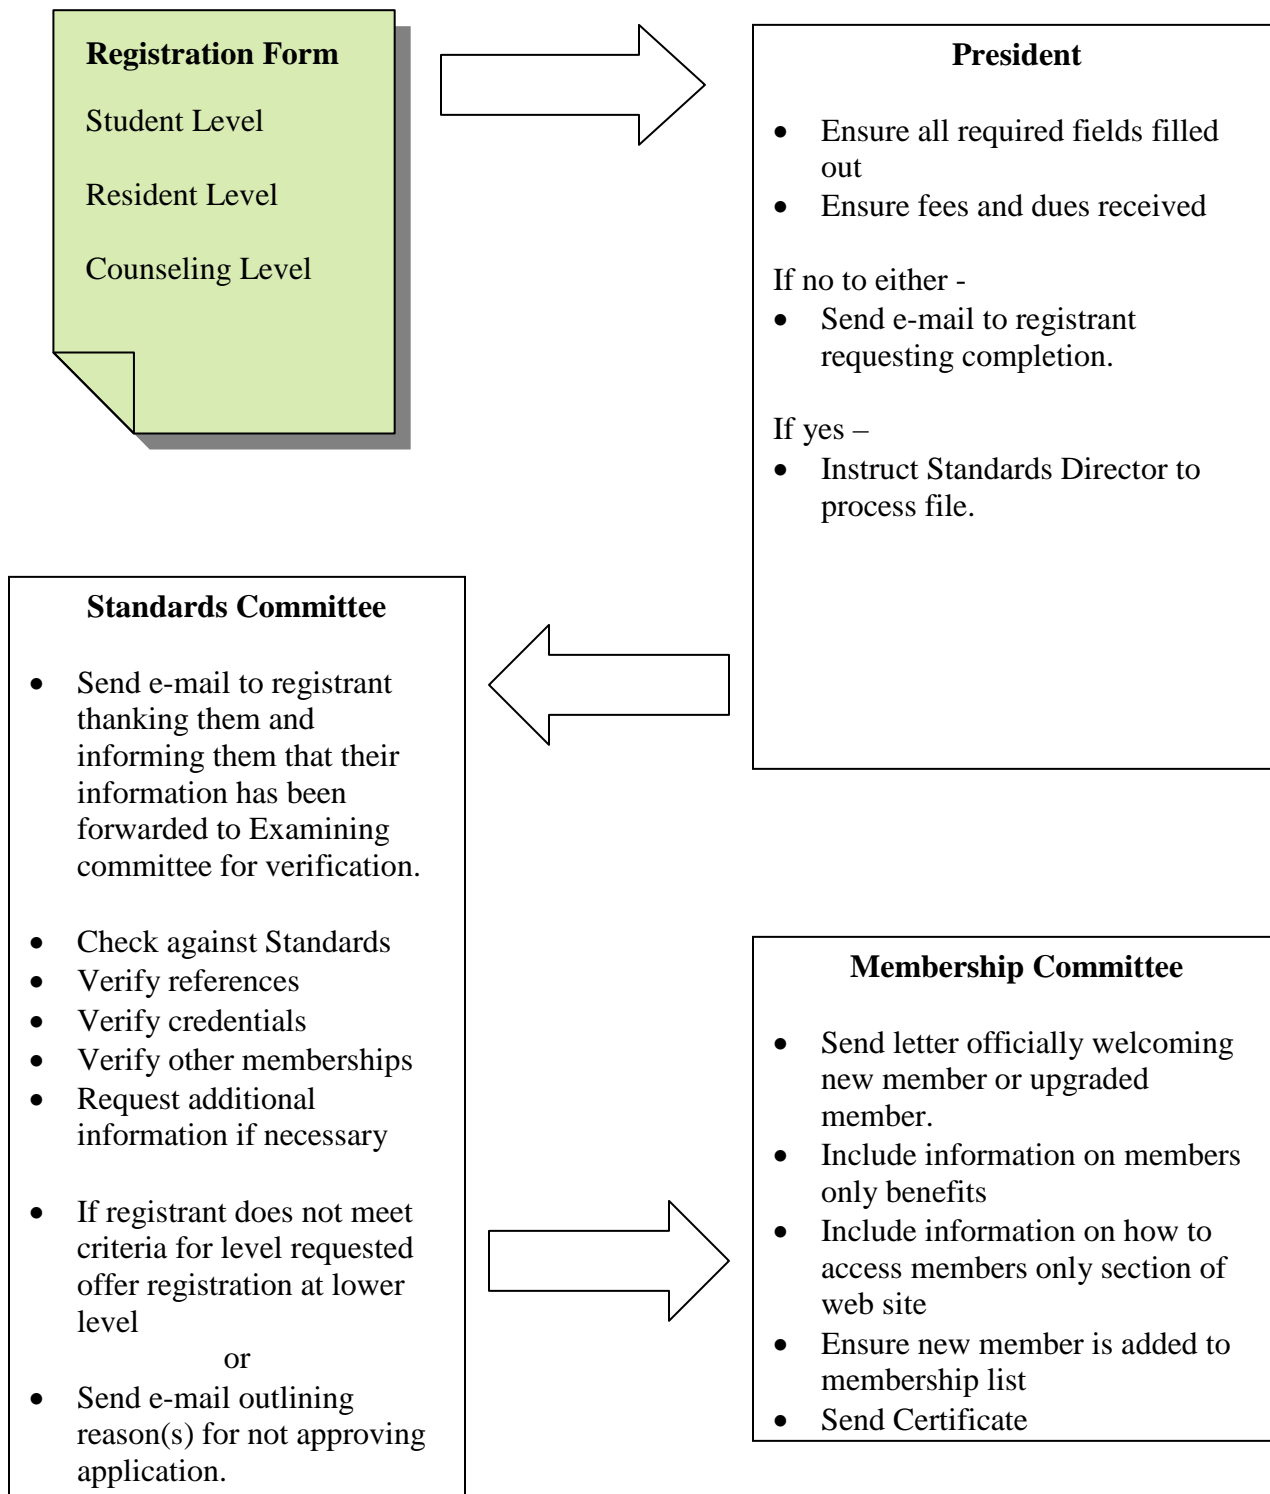 Registration Form
Student Level
Resident Level
Counseling Level
President
• Ensure all required fields filled
out
• Ensure fees and dues received
If no to either -
• Send e-mail to registrant
requesting completion.
If yes –
• Instruct Standards Director to
process file.
Standards Committee
• Send e-mail to registrant
thanking them and
informing them that their
information has been
forwarded to Examining
committee for verification.
• Check against Standards
• Verify references
• Verify credentials
• Verify other memberships
• Request additional
information if necessary
• If registrant does not meet
criteria for level requested
offer registration at lower
level
or
• Send e-mail outlining
reason(s) for not approving
application.
Membership Committee
• Send letter officially welcoming
new member or upgraded
member.
• Include information on members
only benefits
• Include information on how to
access members only section of
web site
• Ensure new member is added to
membership list
• Send Certificate